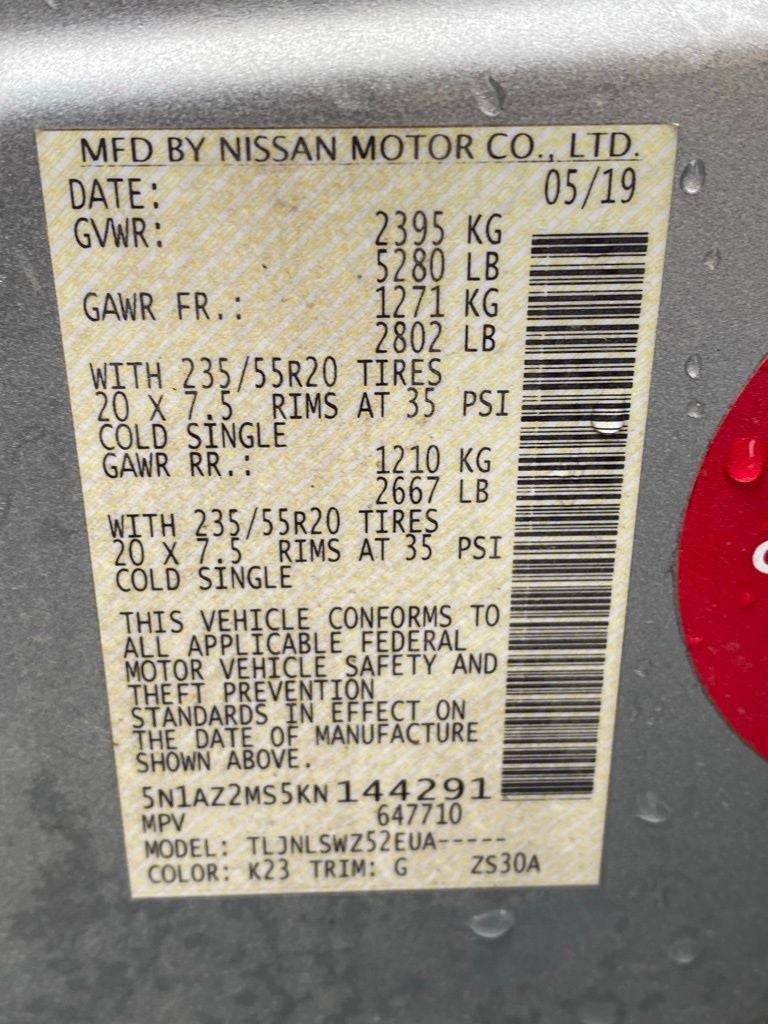 MFD BY NISSAN MOTOR CO., LTD.
DATE: 05/19
GVWR: 2395 KG
5280 LB
GAWR FR.: 1271 KG
2802 LB
WITH 235/55R20 TIRES
20 X 7.5 RIMS AT 35 PSI
COLD SINGLE
GAWR RR.: 1210 KG
2667 LB
WITH 235/55R20 TIRES
20 X 7.5 RIMS AT 35 PSI
COLD SINGLE
THIS VEHICLE CONFORMS TO
ALL APPLICABLE FEDERAL
MOTOR VEHICLE SAFETY AND
THEFT PREVENTION
STANDARDS IN EFFECT ON
THE DATE OF MANUFACTURE
SHOWN ABOVE.
5N1AZ2MS5KN144291
MPV 647710
MODEL: TLJNLSWZ52EUA-----
COLOR: K23 TRIM: G ZS30A